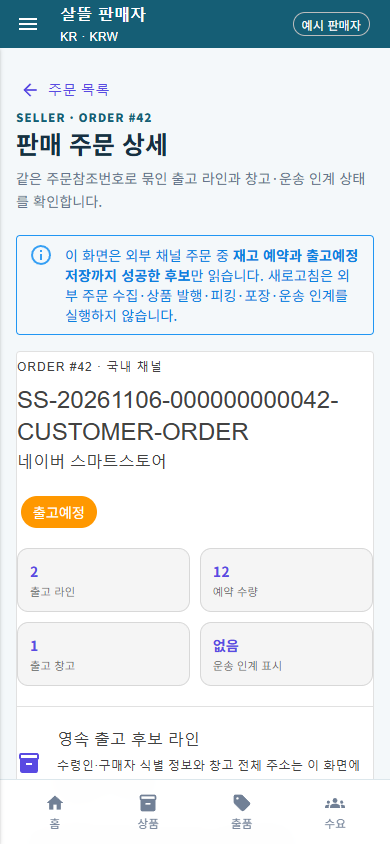 살뜰 판매자
KR · KRW
예시 판매자
주문 목록
SELLER · ORDER #42
판매 주문 상세
같은 주문참조번호로 묶인 출고 라인과 창고·운송 인계 상태
를 확인합니다.
이 화면은 외부 채널 주문 중 재고 예약과 출고예정
저장까지 성공한 후보만 읽습니다. 새로고침은 외
부 주문 수집·상품 발행·피킹·포장·운송 인계를
실행하지 않습니다.
ORDER #42 · 국내 채널
SS-20261106-000000000042-
CUSTOMER-ORDER
네이버 스마트스토어
출고예정
2
출고 라인
12
예약 수량
1
출고 창고
없음
운송 인계 표시
영속 출고 후보 라인
수령인·구매자 식별 정보와 창고 전체 주소는 이 화면에
홈
상품
출품
수요